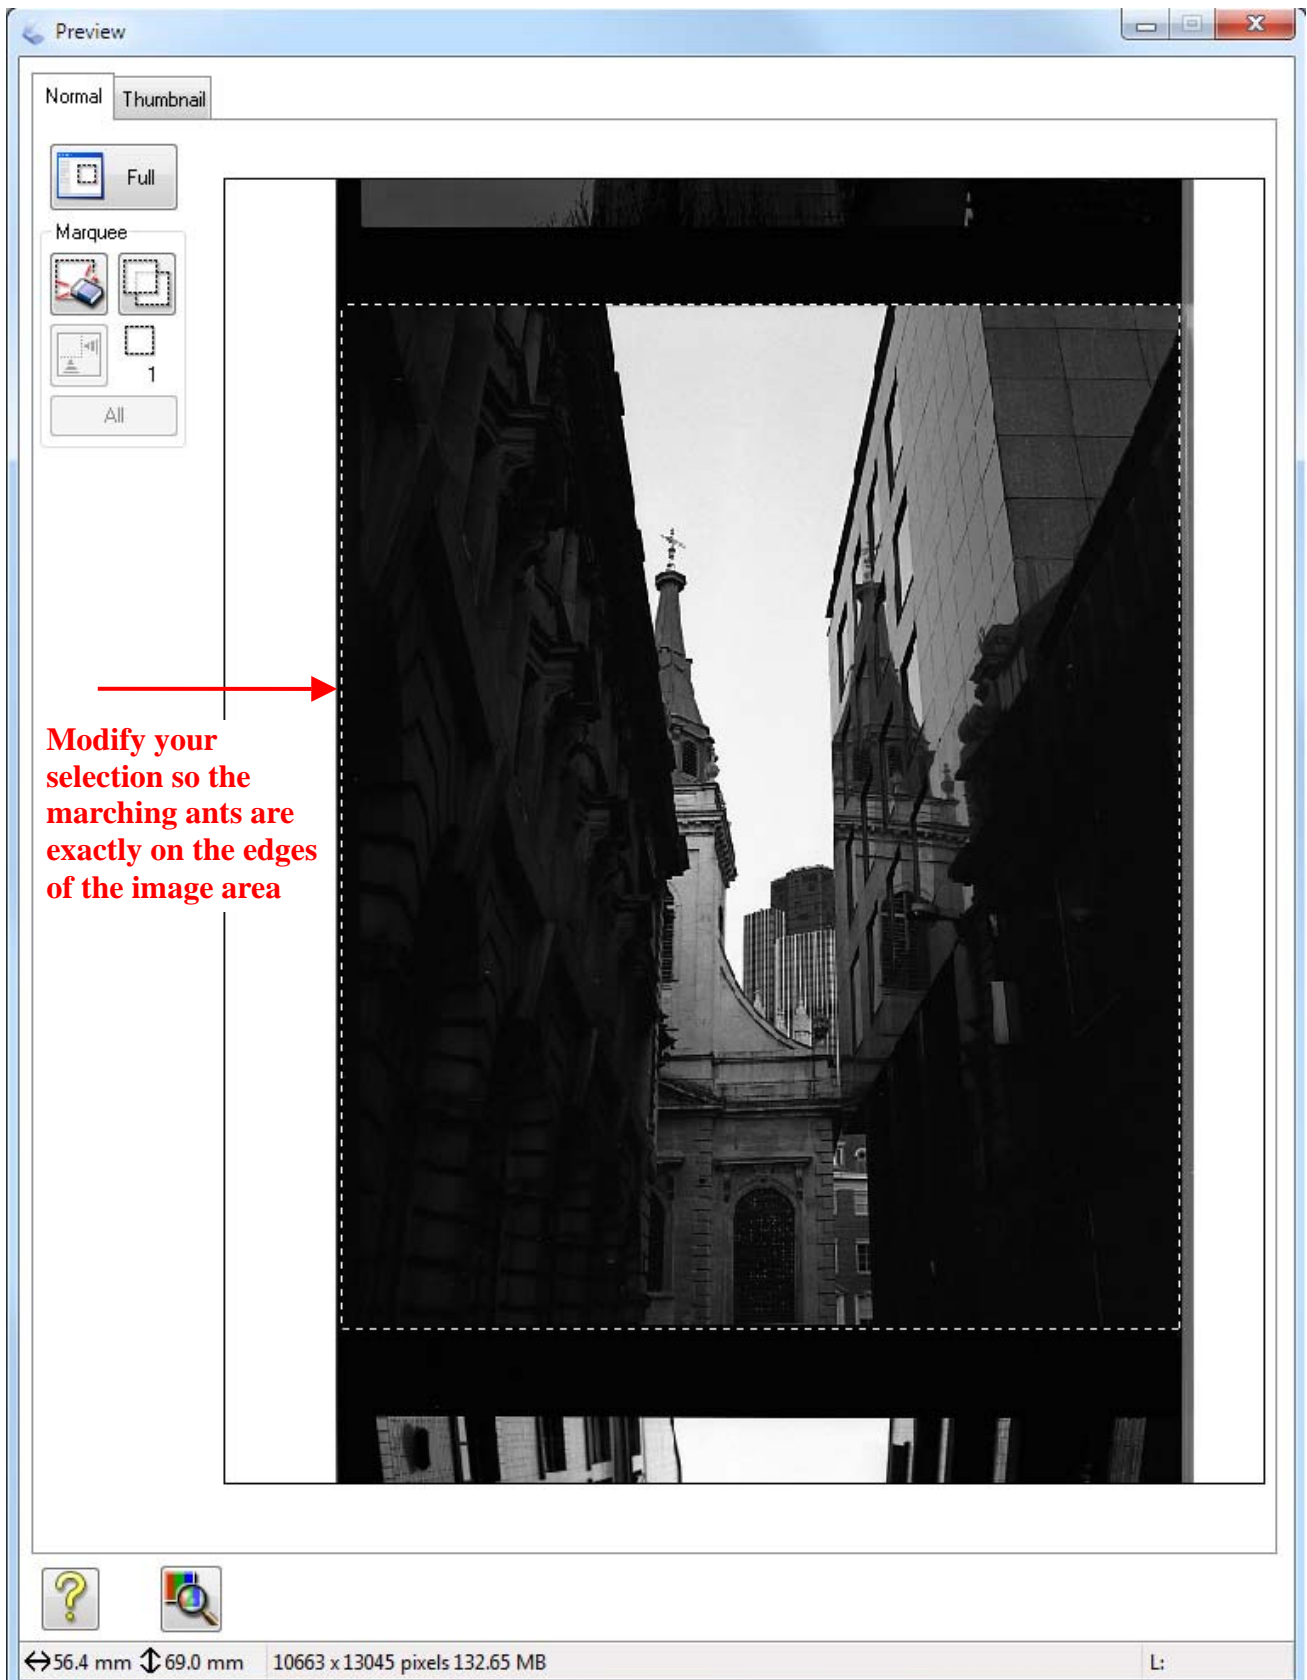 Preview
Normal
Thumbnail
Full
Marquee
1
All
Modify your
selection so the
marching ants are
exactly on the edges
of the image area
56.4 mm 69.0 mm 10663 x 13045 pixels 132.65 MB L: